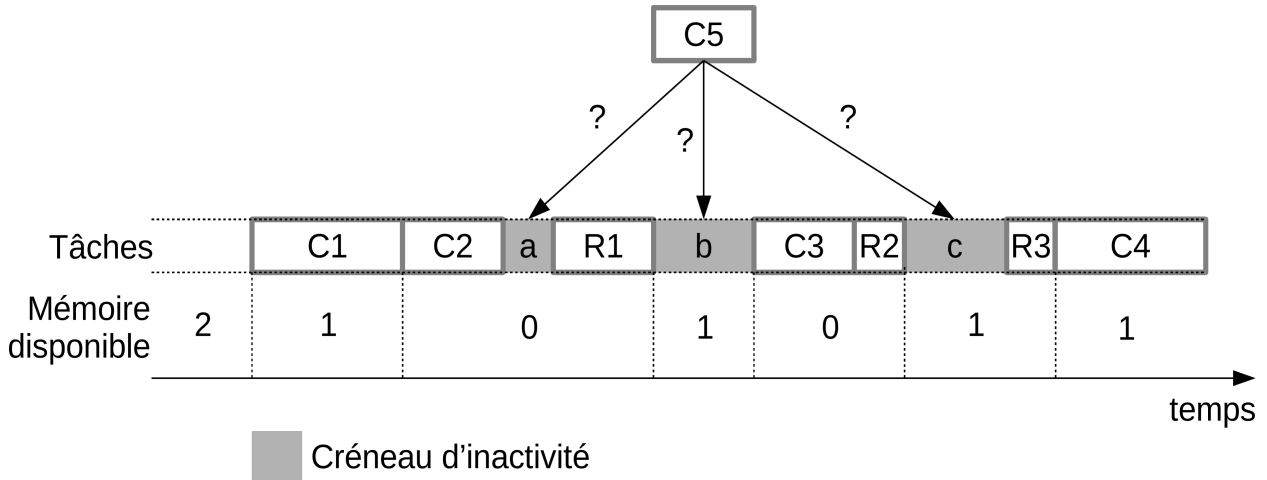 C5
? ? ?
Tâches C1 C2 a R1 b C3 R2 c R3 C4
Mémoire
disponible 2 1 0 1 0 1 1
temps
Créneau d’inactivité